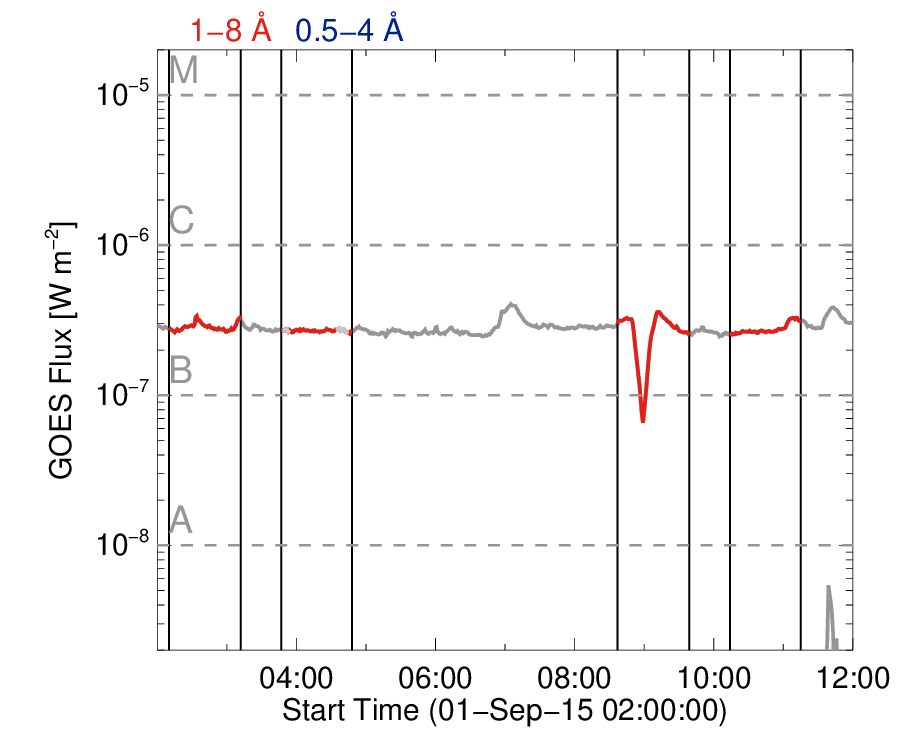 1−8 Å 0.5−4 Å
M
10⁻⁵
C
10⁻⁶
B
10⁻⁷
A
10⁻⁸
GOES Flux [W m⁻²]
04:00 06:00 08:00 10:00 12:00
Start Time (01−Sep−15 02:00:00)